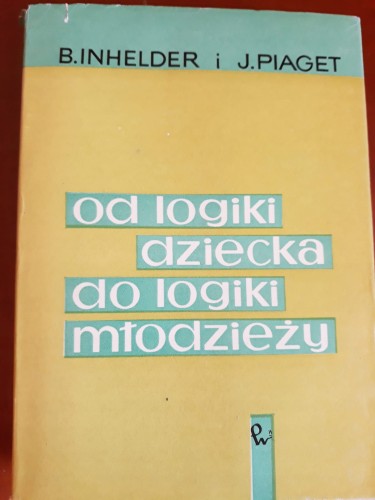 B. INHELDER i J. PIAGET
od logiki
dziecka
do logiki
młodzieży